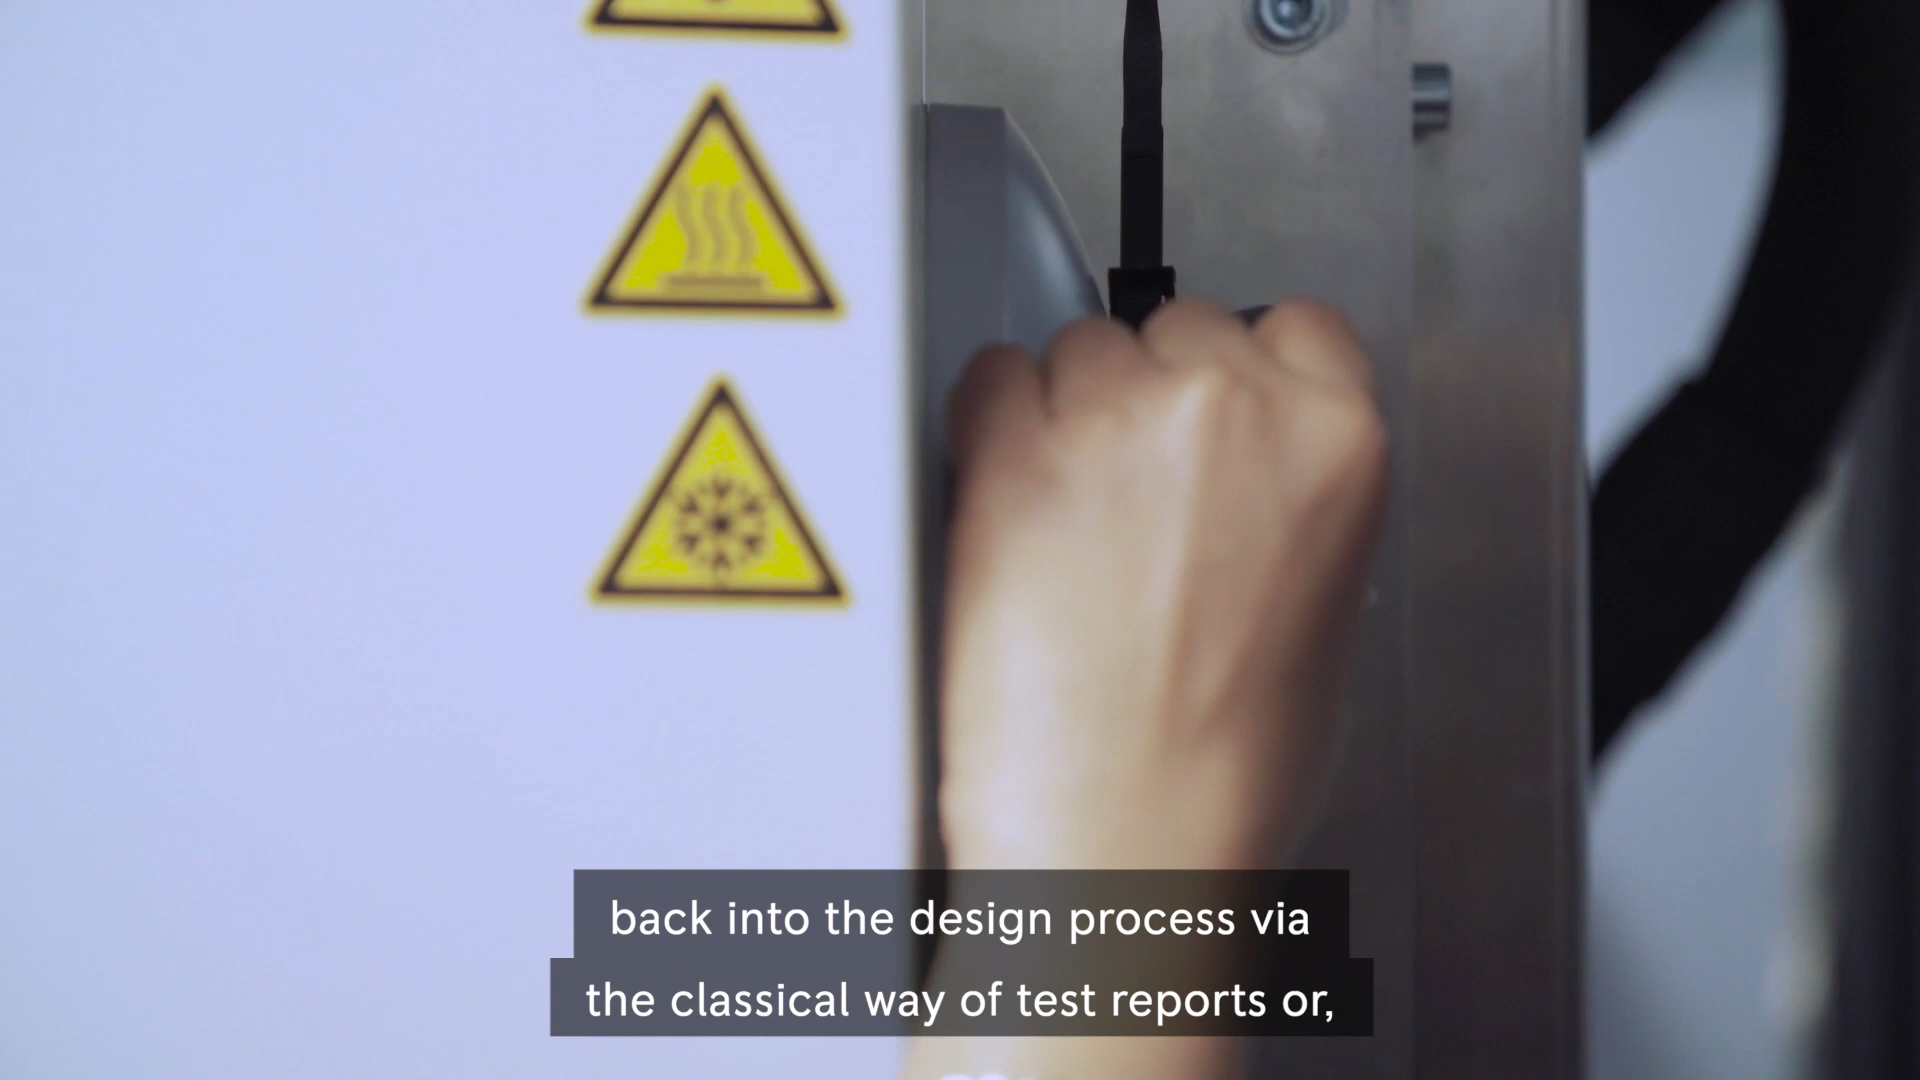 back into the design process via
the classical way of test reports or,